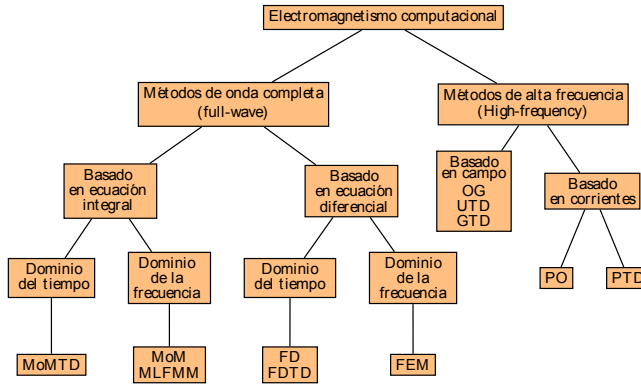 Electromagnetismo computacional
Métodos de onda completa
(full-wave)
Métodos de alta frecuencia
(High-frequency)
Basado
en ecuación
integral
Basado
en ecuación
diferencial
Basado
en campo
OG
UTD
GTD
Basado
en corrientes
Dominio
del tiempo
Dominio
de la
frecuencia
Dominio
del tiempo
Dominio
de la
frecuencia
PO
PTD
MoMTD
MoM
MLFMM
FD
FDTD
FEM